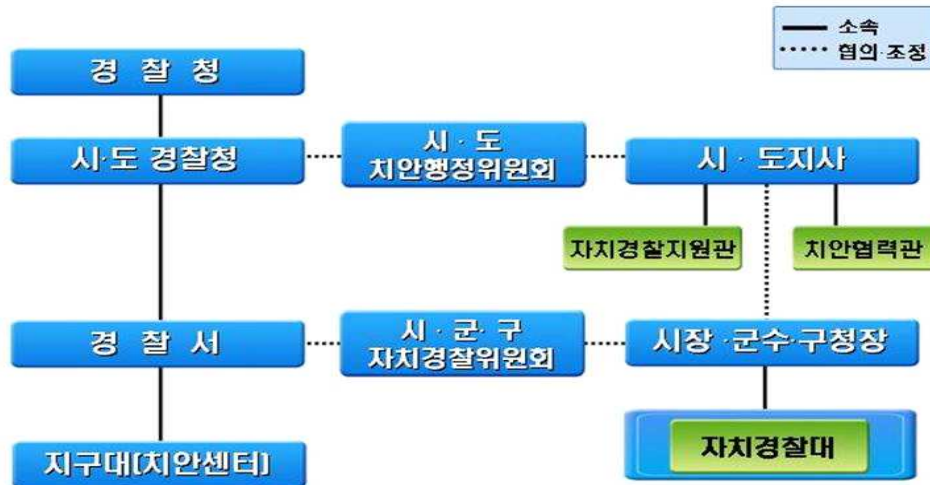 소속
협의·조정
경 찰 청
시·도 경찰청
시 · 도
치안행정위원회
시 · 도지사
자치경찰지원관
치안협력관
경 찰 서
시 · 군· 구
자치경찰위원회
시장 ·군수·구청장
지구대(치안센터)
자치경찰대